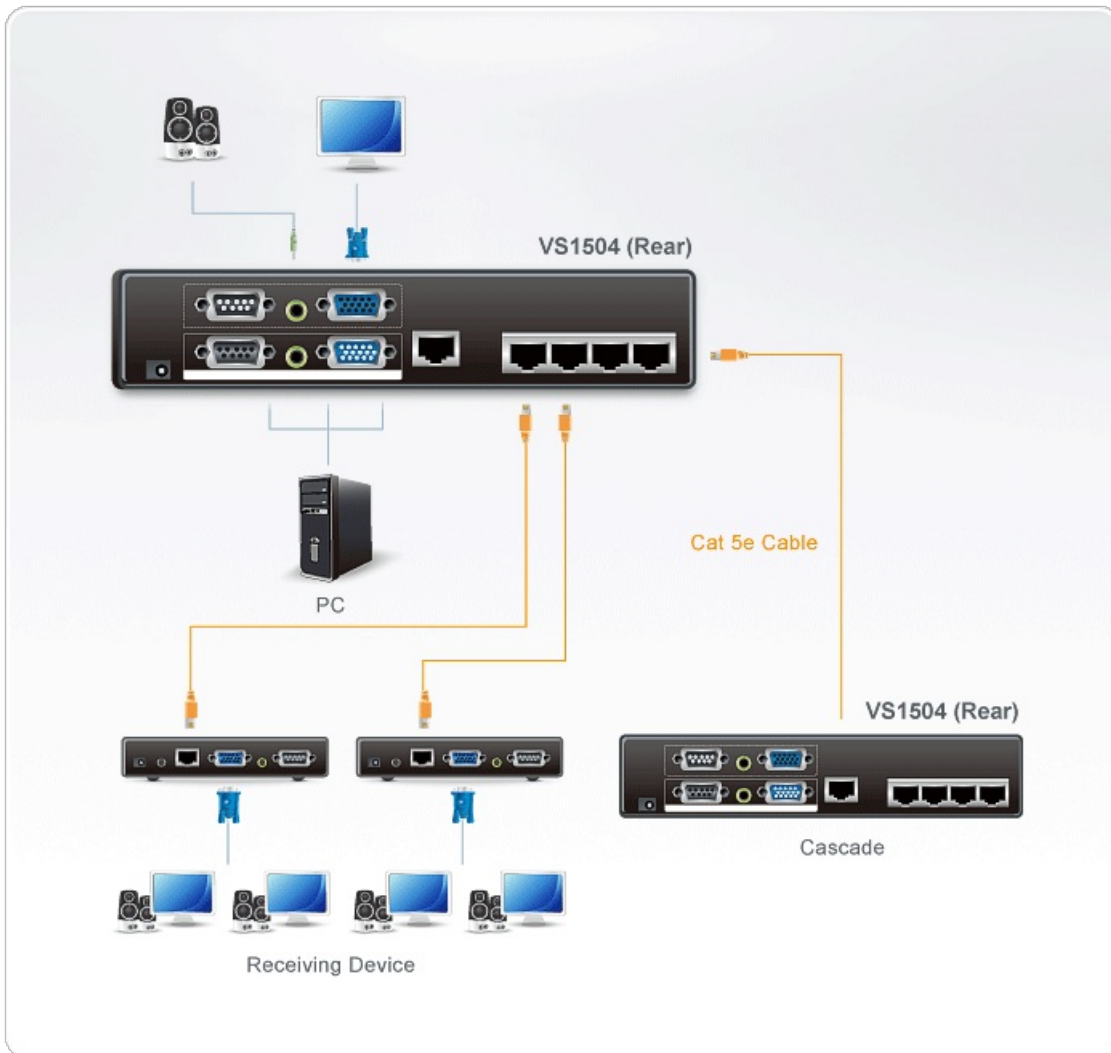 VS1504 (Rear)
Cat 5e Cable
PC
VS1504 (Rear)
Cascade
Receiving Device